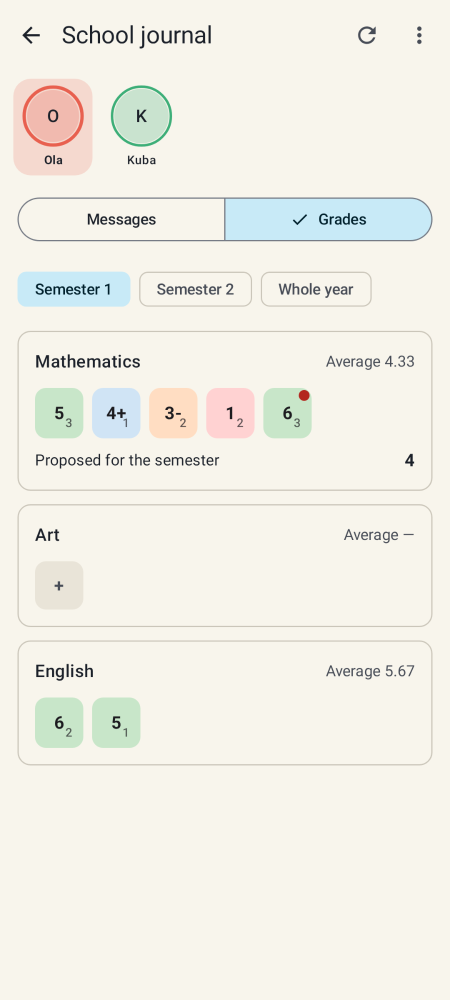 School journal
O
K
Ola
Kuba
Messages
Grades
Semester 1
Semester 2
Whole year
Mathematics
Average 4.33
5 3
4+ 1
3- 2
1 2
6 3
Proposed for the semester
4
Art
Average —
+
English
Average 5.67
6 2
5 1